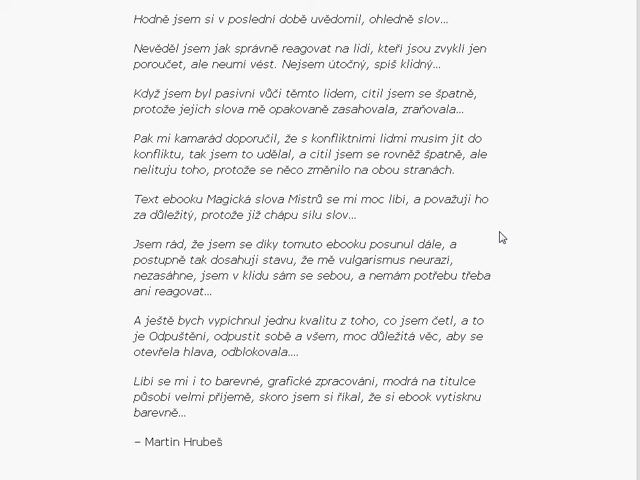 Hodně jsem si v poslední době uvědomil, ohledně slov...
Nevěděl jsem jak správně reagovat na lidi, kteří jsou zvyklí jen
poroučet, ale neumí vést. Nejsem útočný, spíš klidný...
Když jsem byl pasivní vůči těmto lidem, cítil jsem se špatně,
protože jejich slova mě opakovaně zasahovala, zraňovala...
Pak mi kamarád doporučil, že s konfliktními lidmi musím jít do
konfliktu, tak jsem to udělal, a cítil jsem se rovněž špatně, ale
nelituju toho, protože se něco změnilo na obou stranách.
Text ebooku Magická slova Mistrů se mi moc líbí, a považuji ho
za důležitý, protože již chápu sílu slov...
Jsem rád, že jsem se díky tomuto ebooku posunul dále, a
postupně tak dosahuji stavu, že mě vulgarismus neurazí,
nezasáhne, jsem v klidu sám se sebou, a nemám potřebu třeba
ani reagovat...
A ještě bych vypíchnul jednu kvalitu z toho, co jsem četl, a to
je Odpuštění, odpustit sobě a všem, moc důležitá věc, aby se
otevřela hlava, odblokovala....
Líbí se mi i to barevné, grafické zpracování, modrá na titulce
působí velmi příjemě, skoro jsem si říkal, že si ebook vytisknu
barevně...
– Martin Hrubeš